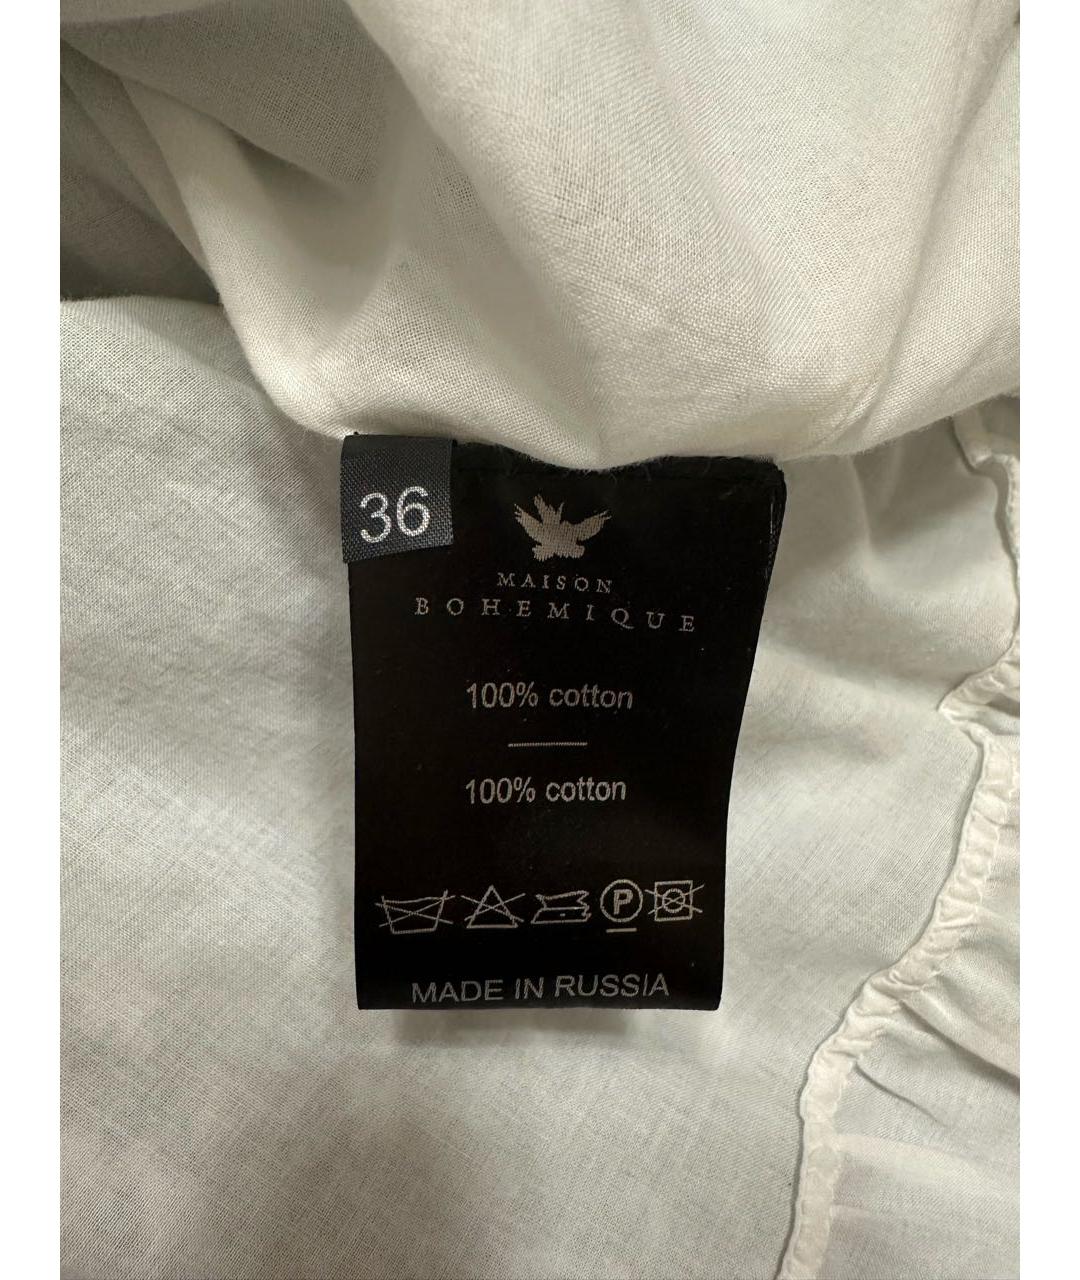 36
MAISON
BOHEMIQUE
100% cotton
100% cotton
P
MADE IN RUSSIA